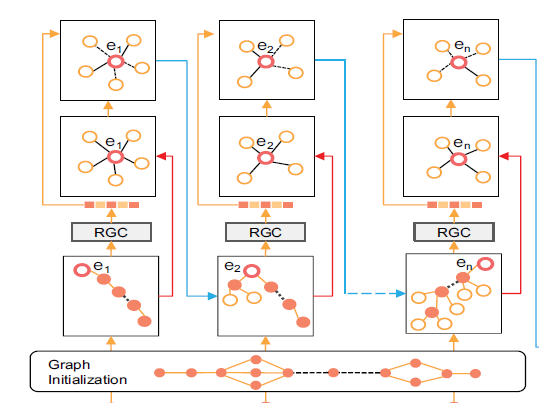 e1
e2
en
e1
e2
en
RGC
RGC
RGC
e1
e2
en
Graph
Initialization